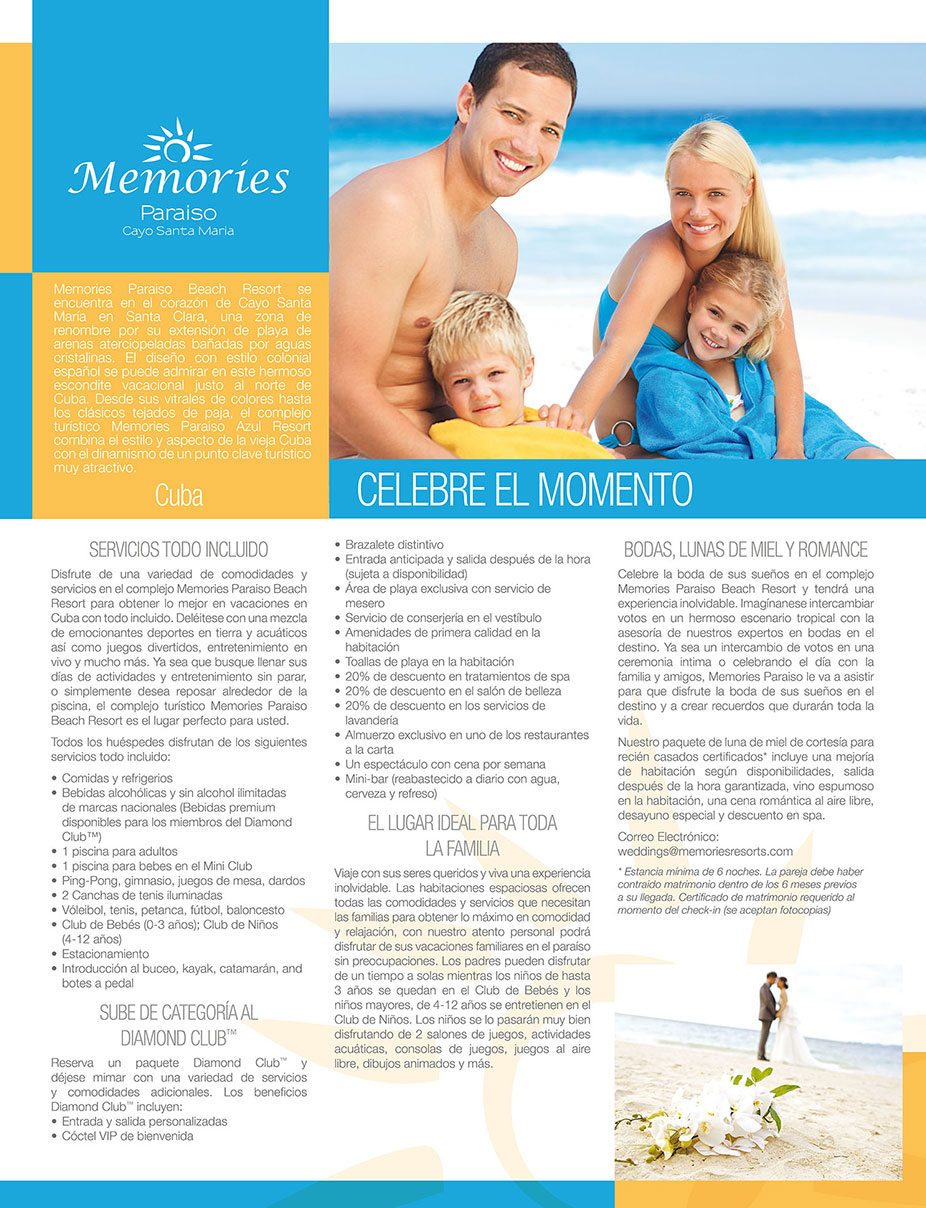 Memories
Paraiso
Cayo Santa Maria
Memories Paraiso Beach Resort se
encuentra en el corazón de Cayo Santa
Maria en Santa Clara, una zona de
renombre por su extensión de playa de
arenas aterciopeladas bañadas por aguas
cristalinas. El diseño con estilo colonial
español se puede admirar en este hermoso
escondite vacacional justo al norte de
Cuba. Desde sus vitrales de colores hasta
los clásicos tejados de paja, el complejo
turístico Memories Paraiso Azul Resort
combina el estilo y aspecto de la vieja Cuba
con el dinamismo de un punto clave turístico
muy atractivo.
Cuba
CELEBRE EL MOMENTO
SERVICIOS TODO INCLUIDO
Disfrute de una variedad de comodidades y
servicios en el complejo Memories Paraiso Beach
Resort para obtener lo mejor en vacaciones en
Cuba con todo incluido. Deléitese con una mezcla
de emocionantes deportes en tierra y acuáticos
así como juegos divertidos, entretenimiento en
vivo y mucho más. Ya sea que busque llenar sus
días de actividades y entretenimiento sin parar,
o simplemente desea reposar alrededor de la
piscina, el complejo turístico Memories Paraiso
Beach Resort es el lugar perfecto para usted.
Todos los huéspedes disfrutan de los siguientes
servicios todo incluido:
• Comidas y refrigerios
• Bebidas alcohólicas y sin alcohol ilimitadas
de marcas nacionales (Bebidas premium
disponibles para los miembros del Diamond
Club™)
• 1 piscina para adultos
• 1 piscina para bebes en el Mini Club
• Ping-Pong, gimnasio, juegos de mesa, dardos
• 2 Canchas de tenis iluminadas
• Vóleibol, tenis, petanca, fútbol, baloncesto
• Club de Bebés (0-3 años); Club de Niños
(4-12 años)
• Estacionamiento
• Introducción al buceo, kayak, catamarán, and
botes a pedal
SUBE DE CATEGORÍA AL
DIAMOND CLUB™
Reserva un paquete Diamond Club™ y
déjese mimar con una variedad de servicios
y comodidades adicionales. Los beneficios
Diamond Club™ incluyen:
• Entrada y salida personalizadas
• Cóctel VIP de bienvenida
• Brazalete distintivo
• Entrada anticipada y salida después de la hora
(sujeta a disponibilidad)
• Área de playa exclusiva con servicio de
mesero
• Servicio de conserjería en el vestíbulo
• Amenidades de primera calidad en la
habitación
• Toallas de playa en la habitación
• 20% de descuento en tratamientos de spa
• 20% de descuento en el salón de belleza
• 20% de descuento en los servicios de
lavandería
• Almuerzo exclusivo en uno de los restaurantes
a la carta
• Un espectáculo con cena por semana
• Mini-bar (reabastecido a diario con agua,
cerveza y refreso)
EL LUGAR IDEAL PARA TODA
LA FAMILIA
Viaje con sus seres queridos y viva una experiencia
inolvidable. Las habitaciones espaciosas ofrecen
todas las comodidades y servicios que necesitan
las familias para obtener lo máximo en comodidad
y relajación, con nuestro atento personal podrá
disfrutar de sus vacaciones familiares en el paraíso
sin preocupaciones. Los padres pueden disfrutar
de un tiempo a solas mientras los niños de hasta
3 años se quedan en el Club de Bebés y los
niños mayores, de 4-12 años se entretienen en el
Club de Niños. Los niños se lo pasarán muy bien
disfrutando de 2 salones de juegos, actividades
acuáticas, consolas de juegos, juegos al aire
libre, dibujos animados y más.
BODAS, LUNAS DE MIEL Y ROMANCE
Celebre la boda de sus sueños en el complejo
Memories Paraiso Beach Resort y tendrá una
experiencia inolvidable. Imagínanese intercambiar
votos en un hermoso escenario tropical con la
asesoría de nuestros expertos en bodas en el
destino. Ya sea un intercambio de votos en una
ceremonia intima o celebrando el día con la
familia y amigos, Memories Paraiso le va a asistir
para que disfrute la boda de sus sueños en el
destino y a crear recuerdos que durarán toda la
vida.
Nuestro paquete de luna de miel de cortesía para
recién casados certificados* incluye una mejoría
de habitación según disponibilidades, salida
después de la hora garantizada, vino espumoso
en la habitación, una cena romántica al aire libre,
desayuno especial y descuento en spa.
Correo Electrónico:
weddings@memoriesresorts.com
* Estancia mínima de 6 noches. La pareja debe haber
contraido matrimonio dentro de los 6 meses previos
a su llegada. Certificado de matrimonio requerido al
momento del check-in (se aceptan fotocopias)